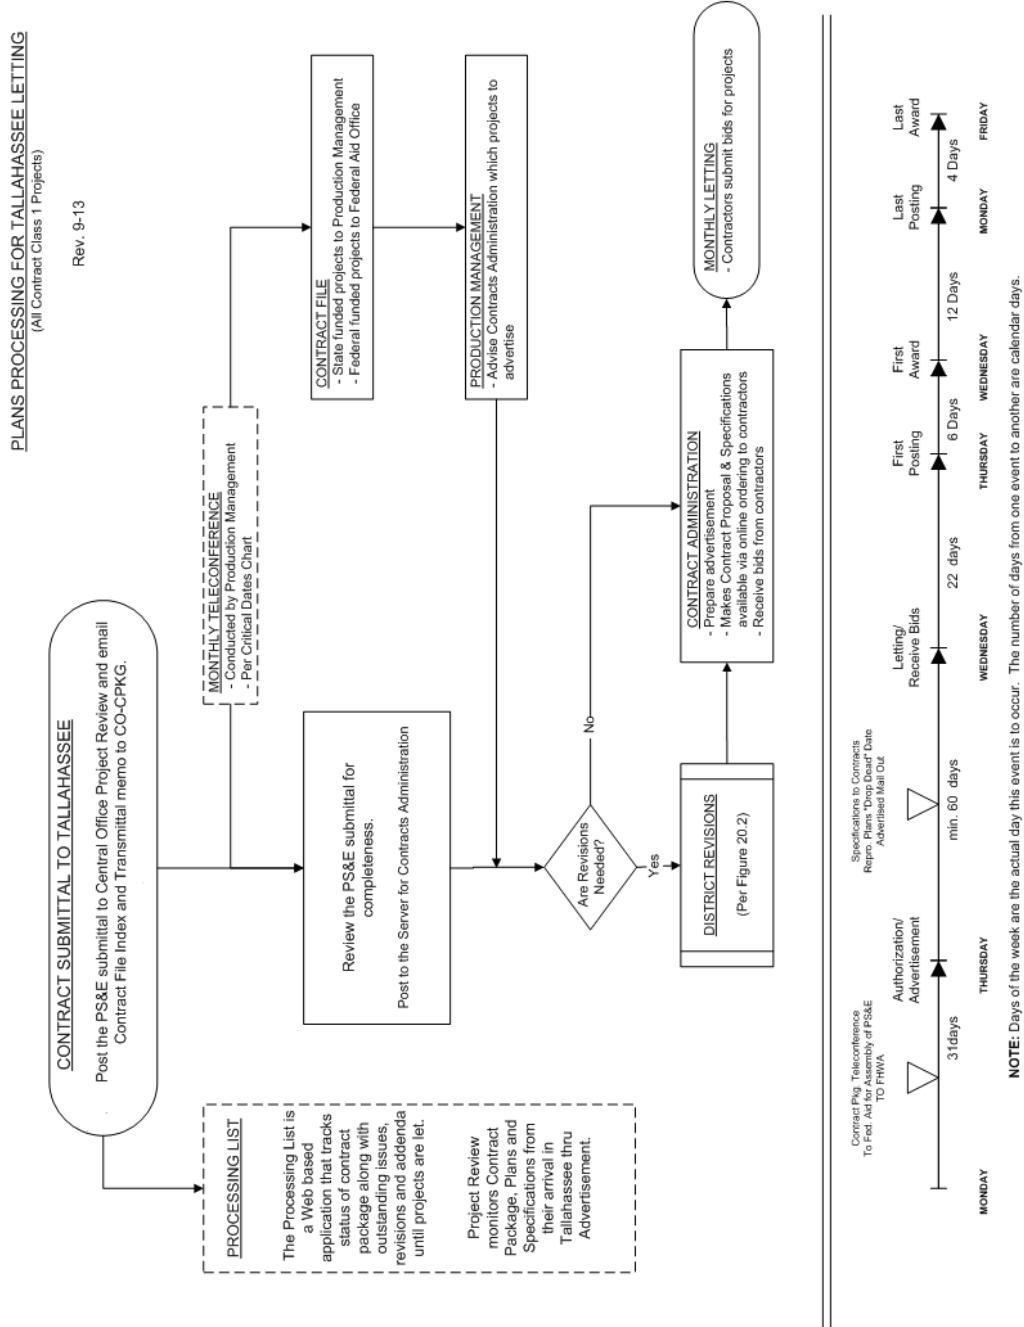 PLANS PROCESSING FOR TALLAHASSEE LETTING
(All Contract Class 1 Projects)
Rev. 9-13
CONTRACT SUBMITTAL TO TALLAHASSEE
Post the PS&E submittal to Central Office Project Review and email
Contract File Index and Transmittal memo to CO-CPKG.
PROCESSING LIST
The Processing List is
a Web based
application that tracks
status of contract
package along with
outstanding issues,
revisions and addenda
until projects are let.
Project Review
monitors Contract
Package, Plans and
Specifications from
their arrival in
Tallahassee thru
Advertisement.
MONTHLY TELECONFERENCE
- Conducted by Production Management
- Per Critical Dates Chart
Review the PS&E submittal for
completeness.
Post to the Server for Contracts Administration
CONTRACT FILE
- State funded projects to Production Management
- Federal funded projects to Federal Aid Office
PRODUCTION MANAGEMENT
- Advise Contracts Administration which projects to
advertise
Are Revisions
Needed?
No
Yes
DISTRICT REVISIONS
(Per Figure 20.2)
CONTRACT ADMINISTRATION
- Prepare advertisement
- Makes Contract Proposal & Specifications
available via online ordering to contractors
- Receive bids from contractors
MONTHLY LETTING
- Contractors submit bids for projects
Contract Pkg. Teleconference
To Fed. Aid for Assembly of PS&E
TO FHWA
Authorization/
Advertisement
Specifications to Contracts
Repro. Plans "Drop Dead" Date
Advertised Mail Out
Letting/
Receive Bids
First
Posting
First
Award
Last
Posting
Last
Award
31days
min. 60 days
22 days
6 Days
12 Days
4 Days
MONDAY
THURSDAY
WEDNESDAY
THURSDAY
WEDNESDAY
MONDAY
FRIDAY
NOTE: Days of the week are the actual day this event is to occur. The number of days from one event to another are calendar days.